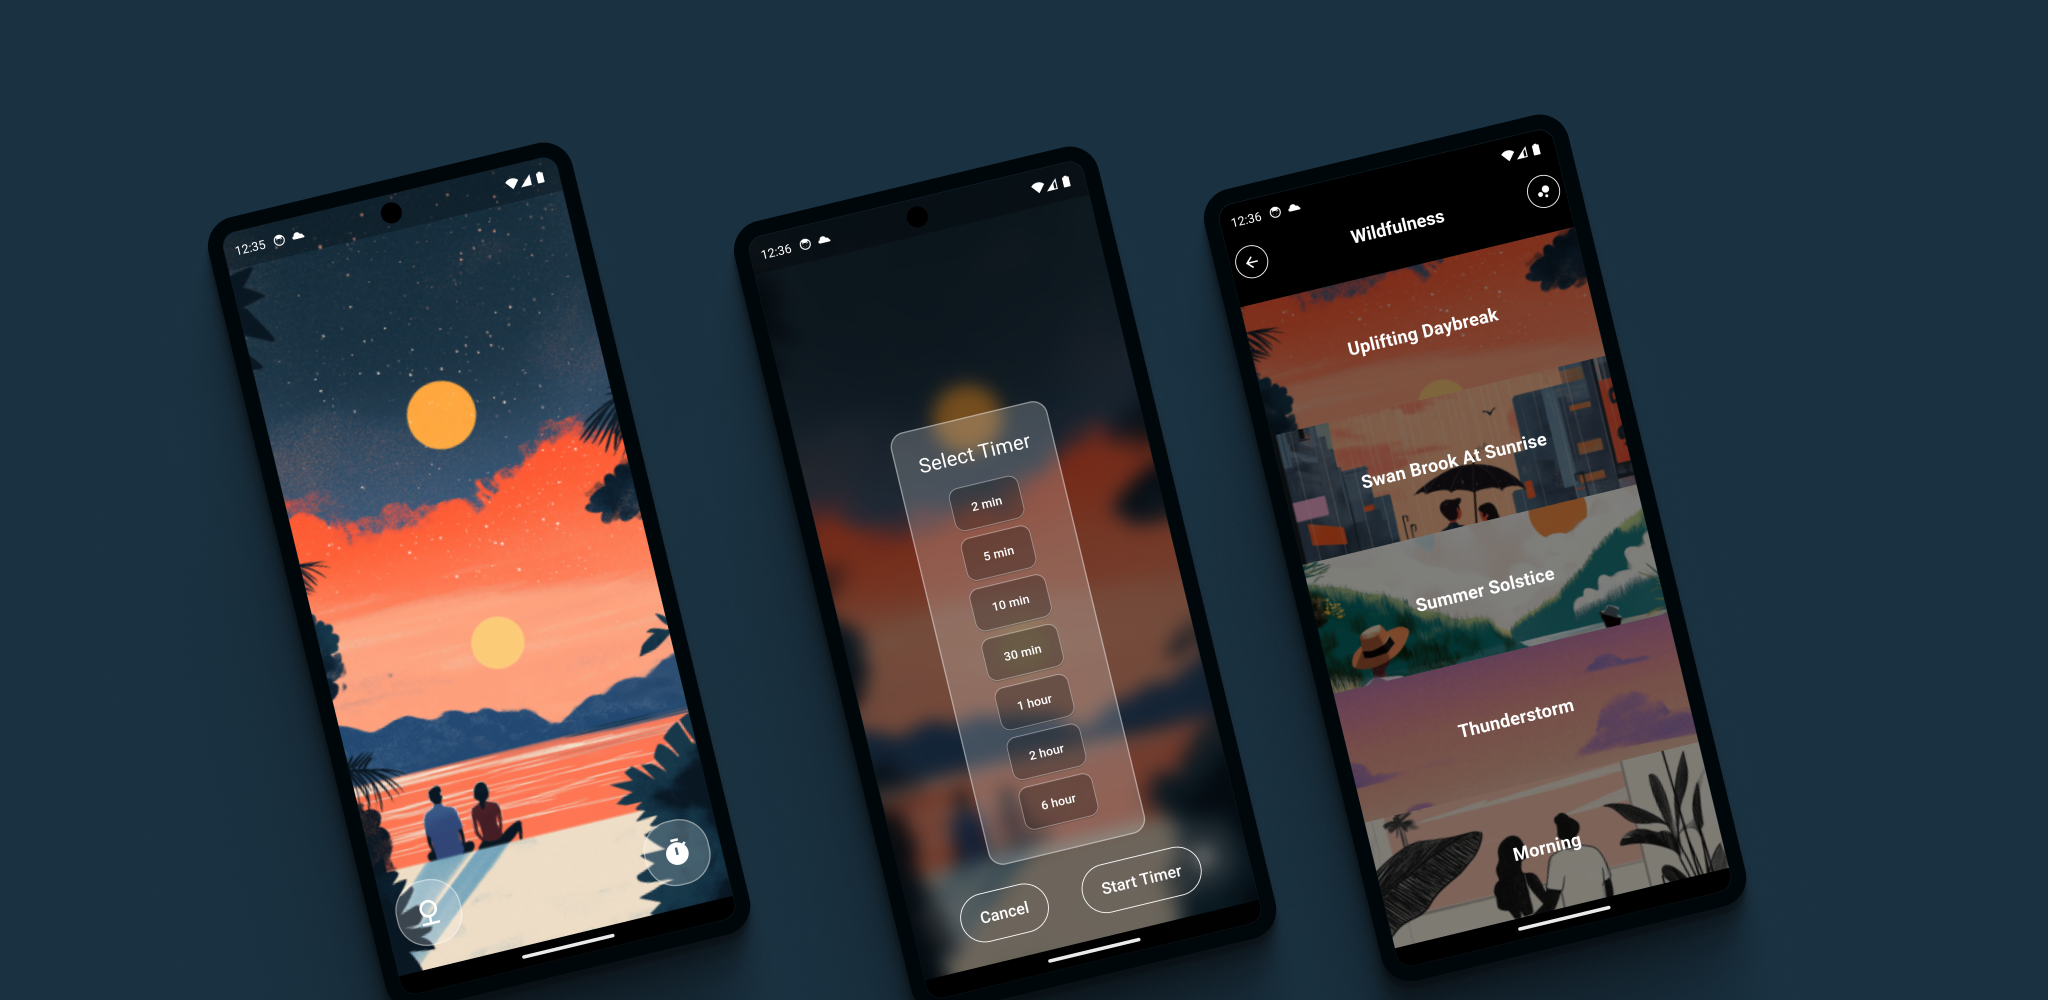 12:35
12:36
Select Timer
2 min
5 min
10 min
30 min
1 hour
2 hour
6 hour
Cancel
Start Timer
12:36
Wildfulness
Uplifting Daybreak
Swan Brook At Sunrise
Summer Solstice
Thunderstorm
Morning